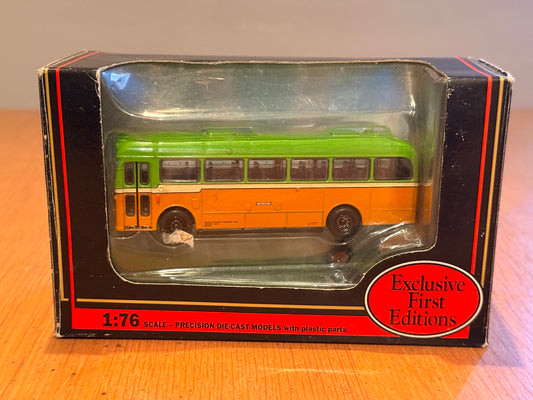 1:76 SCALE – PRECISION DIE-CAST MODELS with plastic parts
Exclusive
First
Editions